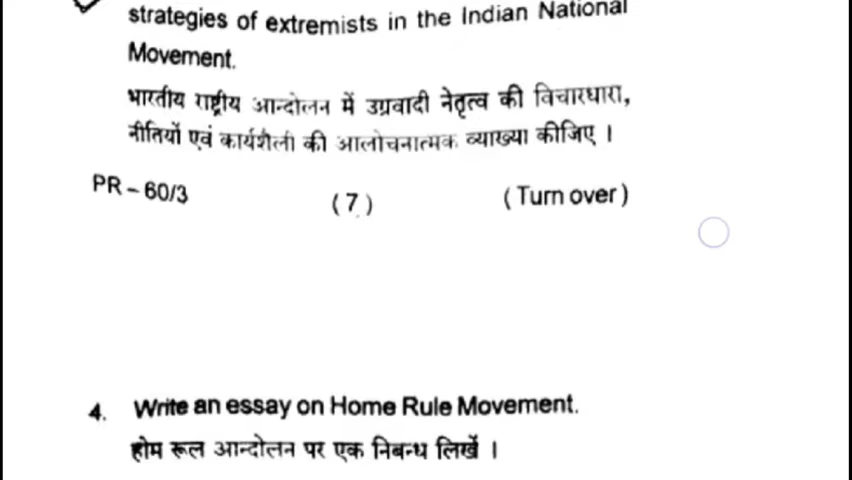 strategies of extremists in the Indian National
Movement.
भारतीय राष्ट्रीय आन्दोलन में उग्रवादी नेतृत्व की विचारधारा,
नीतियों एवं कार्यशैली की आलोचनात्मक व्याख्या कीजिए ।
PR – 60/3
( 7 )
( Turn over )
4. Write an essay on Home Rule Movement.
होम रूल आन्दोलन पर एक निबन्ध लिखें ।